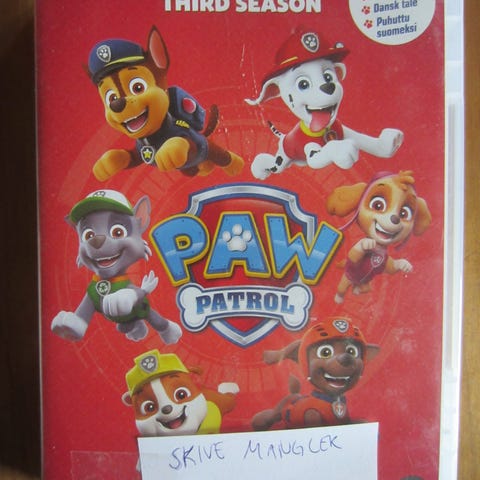 THIRD SEASON
Dansk tale
Puhuttu
suomeksi
PAW
PATROL
SKIVE MANGLER